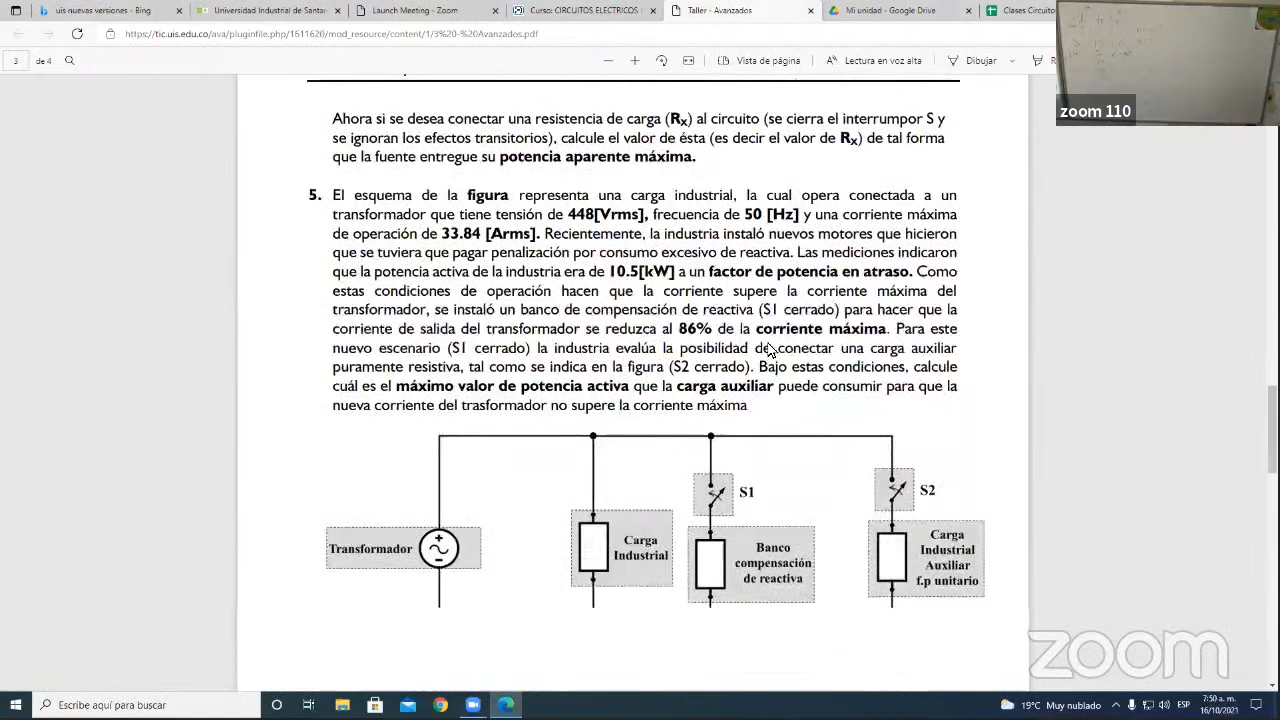 ut las nuevas versiones - Bing
Universidad Industrial de Santan
Launch Meeting - Zoom
Curso: CIRCUITOS ELECTRICOS I
Taller - Avanzados
Mi unidad - Google Drive
Clases Circuitos
https://tic.uis.edu.co/ava/pluginfile.php/1611620/mod_resource/content/1/3%20-%20Avanzados.pdf
3 de 4
Vista de página
Lectura en voz alta
Dibujar
zoom 110
Ahora si se desea conectar una resistencia de carga (Rx) al circuito (se cierra el interrumpor S y
se ignoran los efectos transitorios), calcule el valor de ésta (es decir el valor de Rx) de tal forma
que la fuente entregue su potencia aparente máxima.
5. El esquema de la figura representa una carga industrial, la cual opera conectada a un
transformador que tiene tensión de 448[Vrms], frecuencia de 50 [Hz] y una corriente máxima
de operación de 33.84 [Arms]. Recientemente, la industria instaló nuevos motores que hicieron
que se tuviera que pagar penalización por consumo excesivo de reactiva. Las mediciones indicaron
que la potencia activa de la industria era de 10.5[kW] a un factor de potencia en atraso. Como
estas condiciones de operación hacen que la corriente supere la corriente máxima del
transformador, se instaló un banco de compensación de reactiva (S1 cerrado) para hacer que la
corriente de salida del transformador se reduzca al 86% de la corriente máxima. Para este
nuevo escenario (S1 cerrado) la industria evalúa la posibilidad de conectar una carga auxiliar
puramente resistiva, tal como se indica en la figura (S2 cerrado). Bajo estas condiciones, calcule
cuál es el máximo valor de potencia activa que la carga auxiliar puede consumir para que la
nueva corriente del trasformador no supere la corriente máxima
S1
S2
Transformador
Carga
Industrial
Banco
compensación
de reactiva
Carga
Industrial
Auxiliar
f.p unitario
zoom
Escribe aquí para buscar
19°C Muy nublado
ESP
7:50 a. m.
16/10/2021